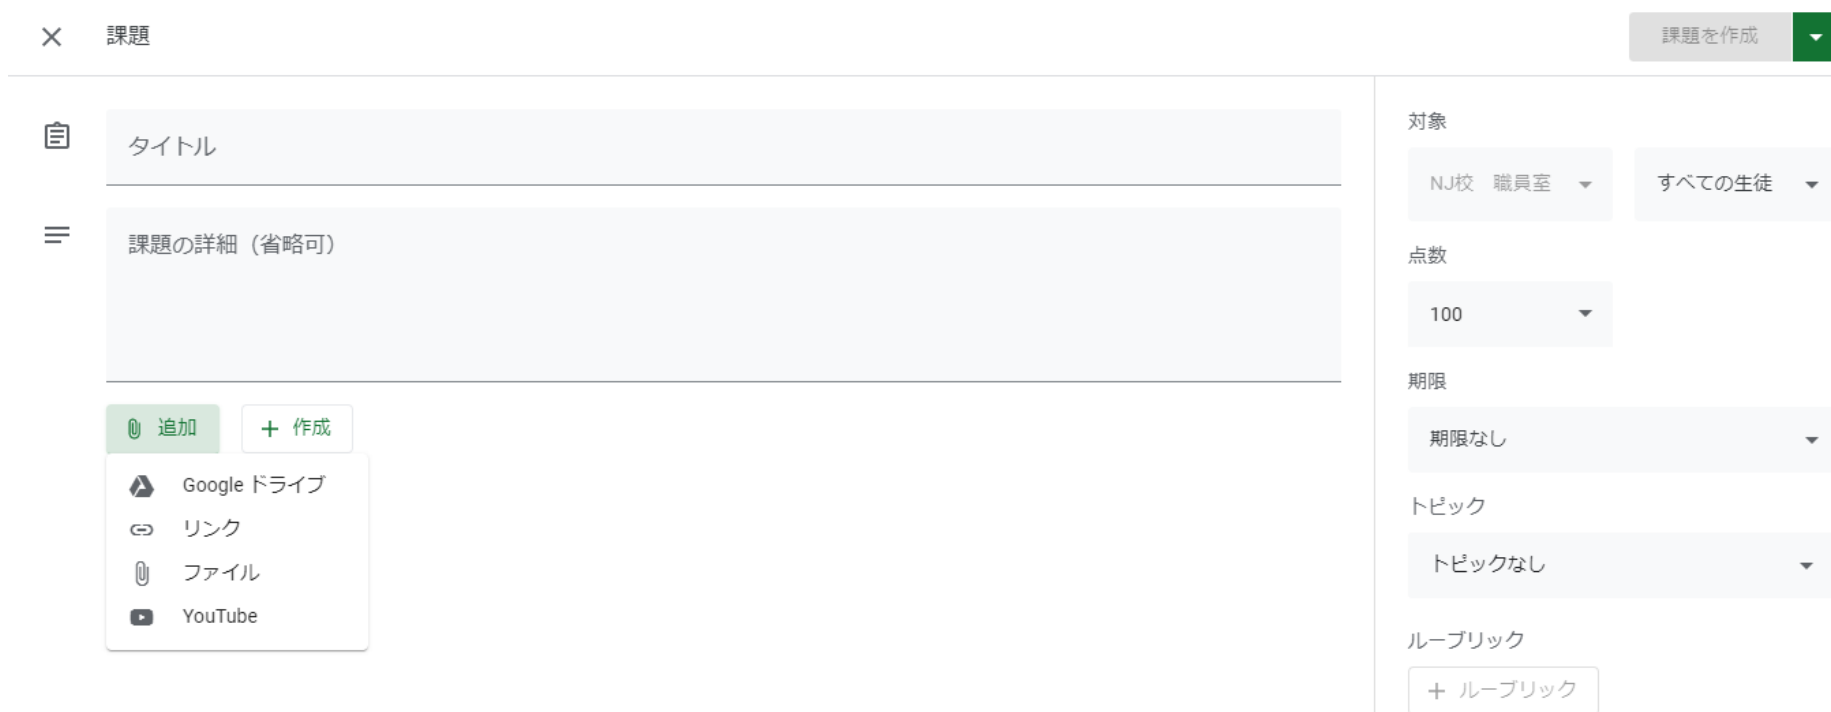 課題
課題を作成
タイトル
課題の詳細（省略可）
追加
作成
Google ドライブ
リンク
ファイル
YouTube
対象
NJ校　職員室
すべての生徒
点数
100
期限
期限なし
トピック
トピックなし
ルーブリック
ルーブリック